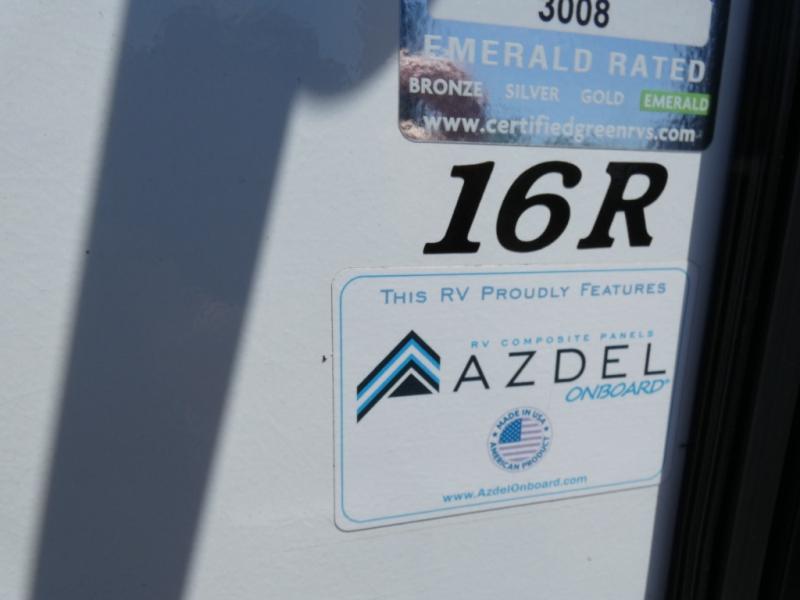 3008
EMERALD RATED
BRONZE SILVER GOLD EMERALD
www.certifiedgreenrvs.com
16R
THIS RV PROUDLY FEATURES
RV COMPOSITE PANELS
AZDEL
ONBOARD®
MADE IN USA
AMERICAN PRODUCT
www.AzdelOnboard.com